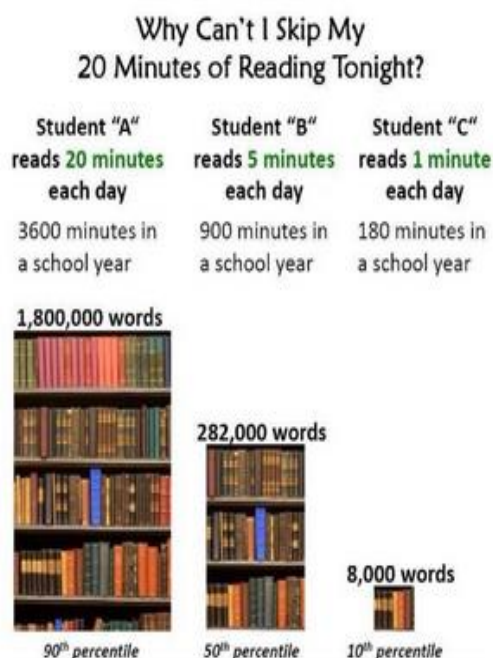 Why Can't I Skip My
20 Minutes of Reading Tonight?
Student "A"
reads 20 minutes
each day
3600 minutes in
a school year
1,800,000 words
90th percentile
Student "B"
reads 5 minutes
each day
900 minutes in
a school year
282,000 words
50th percentile
Student "C"
reads 1 minute
each day
180 minutes in
a school year
8,000 words
10th percentile